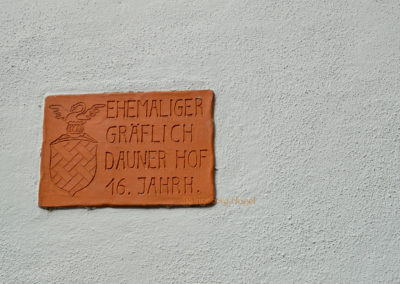 EHEMALIGER
GRÄFLICH
DAUNER HOF
16. JAHRH.